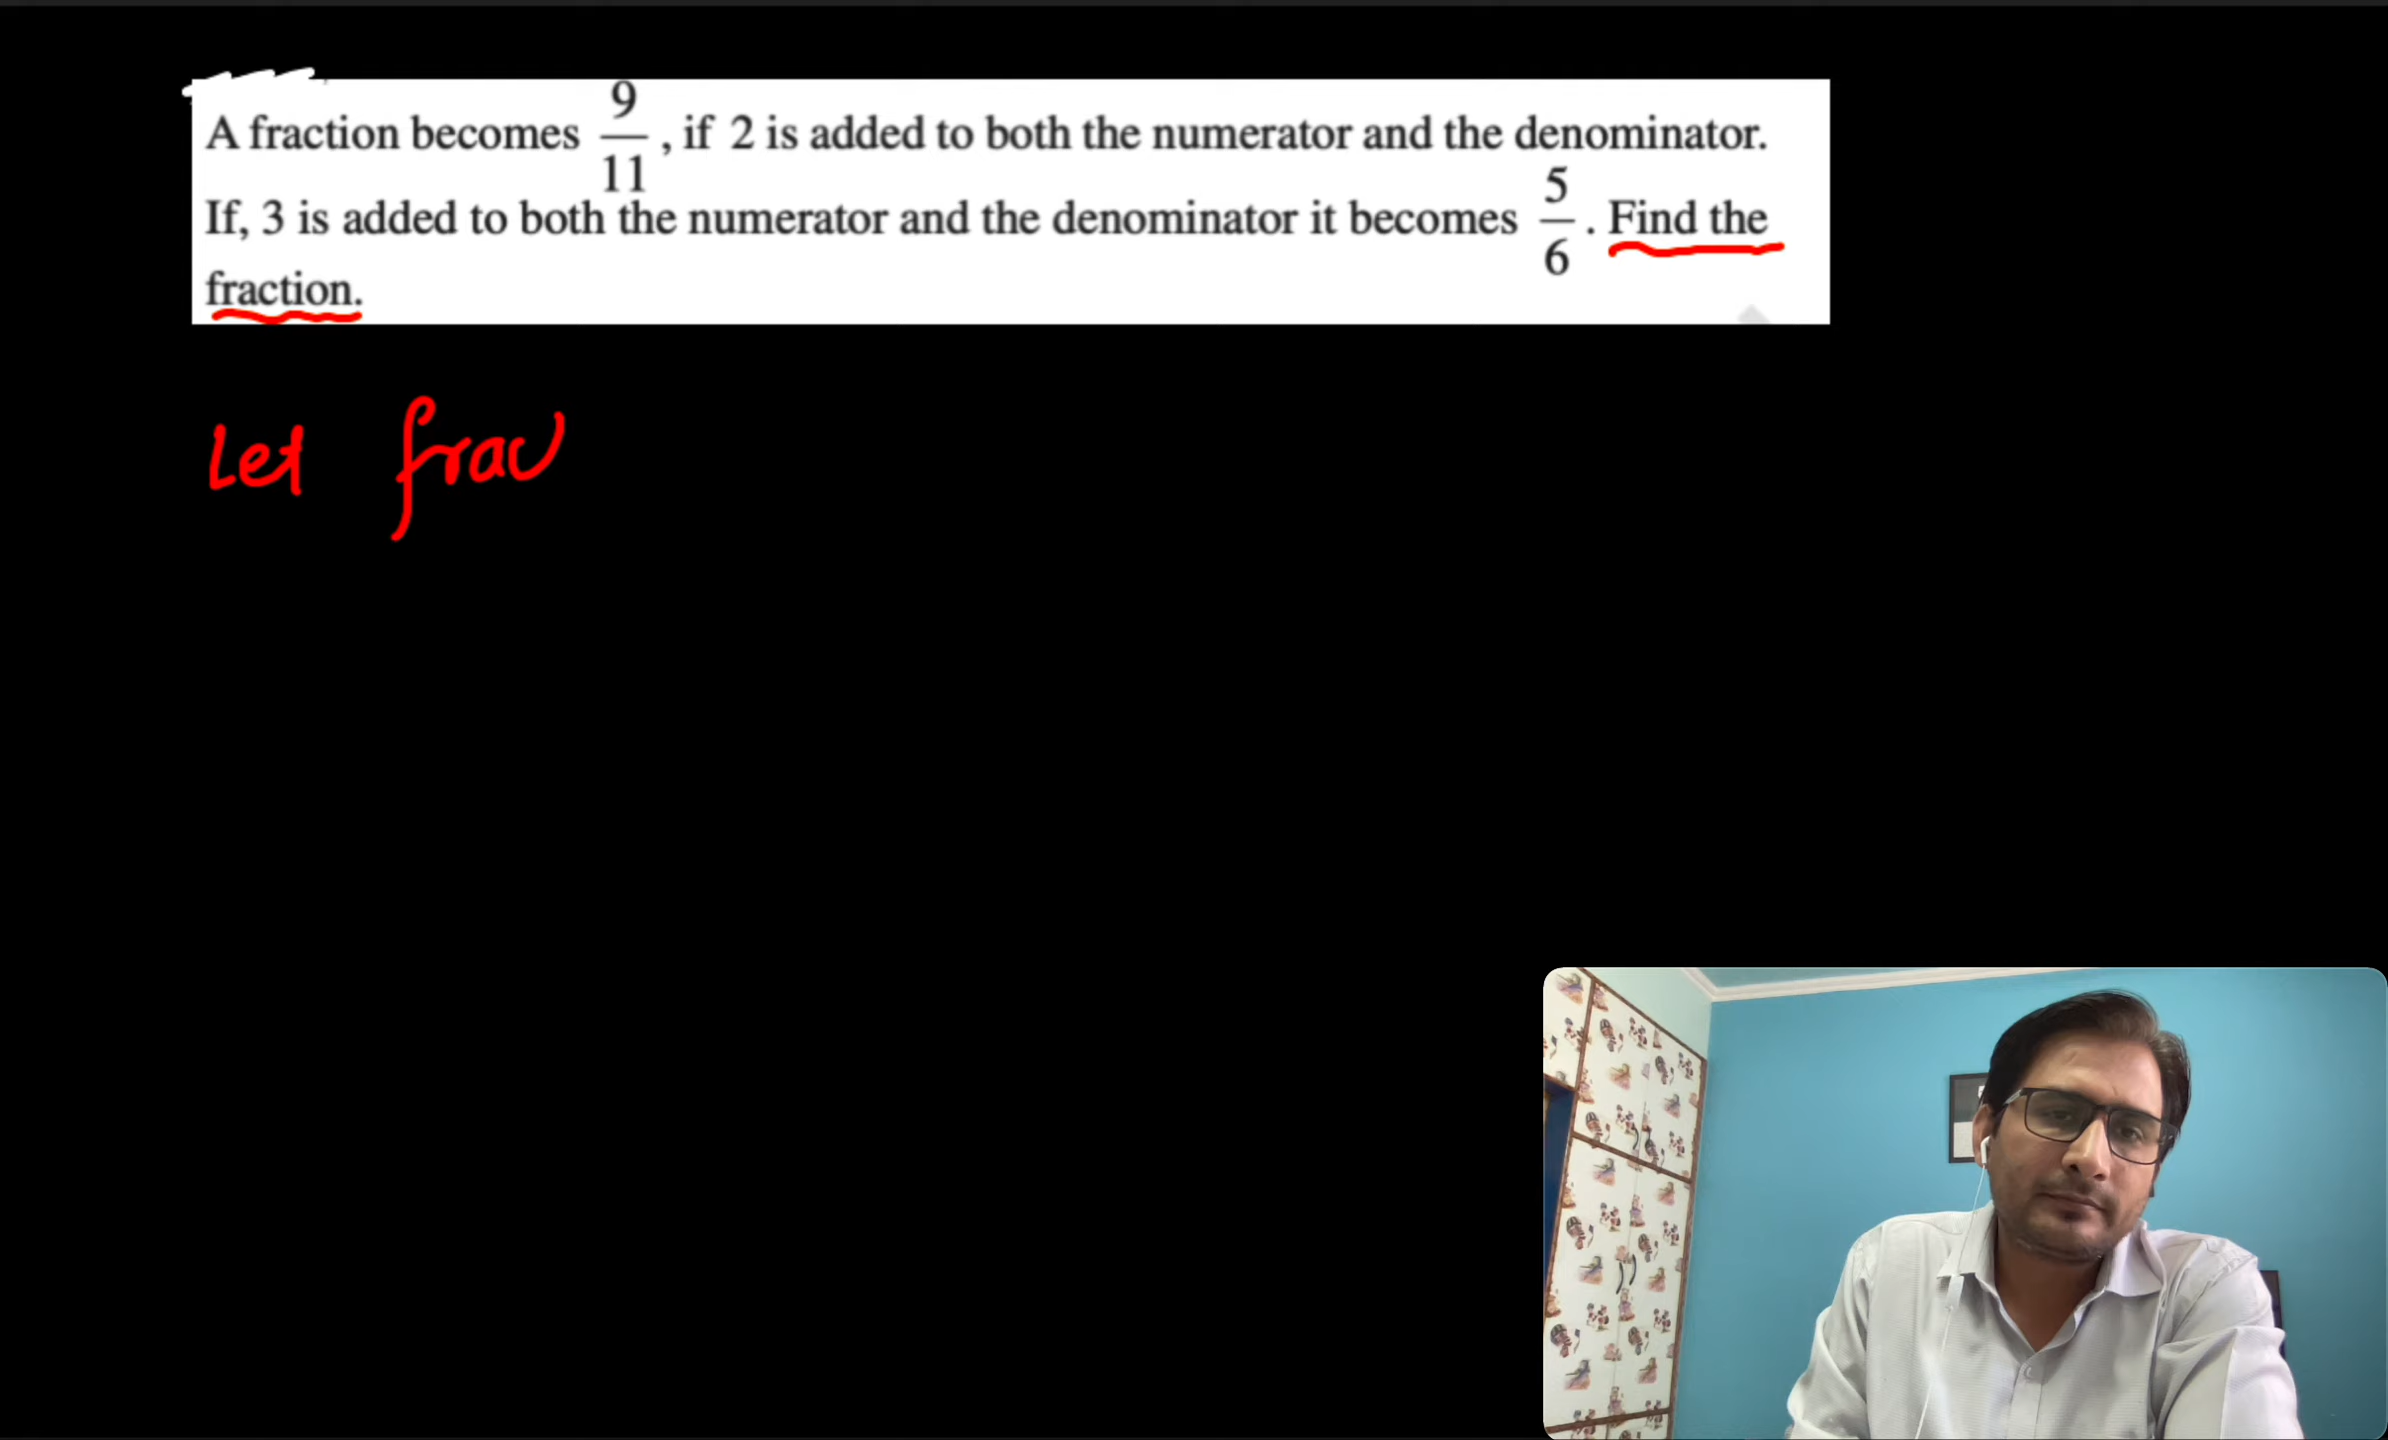 A fraction becomes 9/11, if 2 is added to both the numerator and the denominator.
If, 3 is added to both the numerator and the denominator it becomes 5/6. Find the
fraction.
Let frac